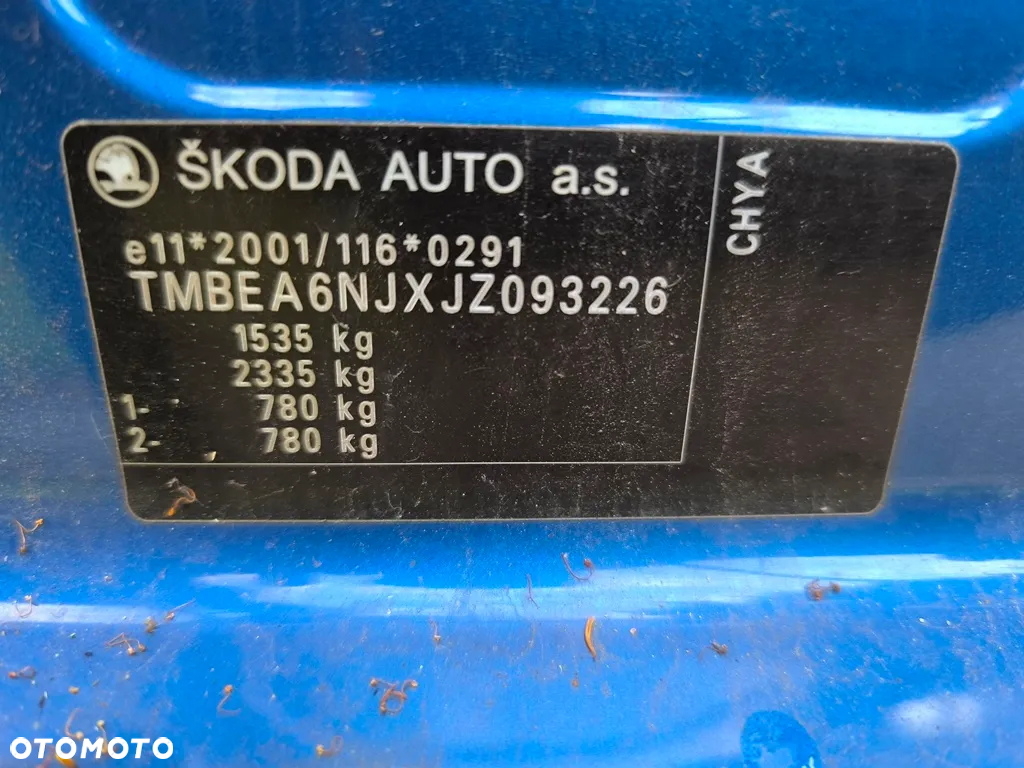 ŠKODA AUTO a.s.
CHYA
e11*2001/116*0291
TMBEA6NJXJZ093226
1535 kg
2335 kg
1- 780 kg
2- 780 kg
OTOMOTO